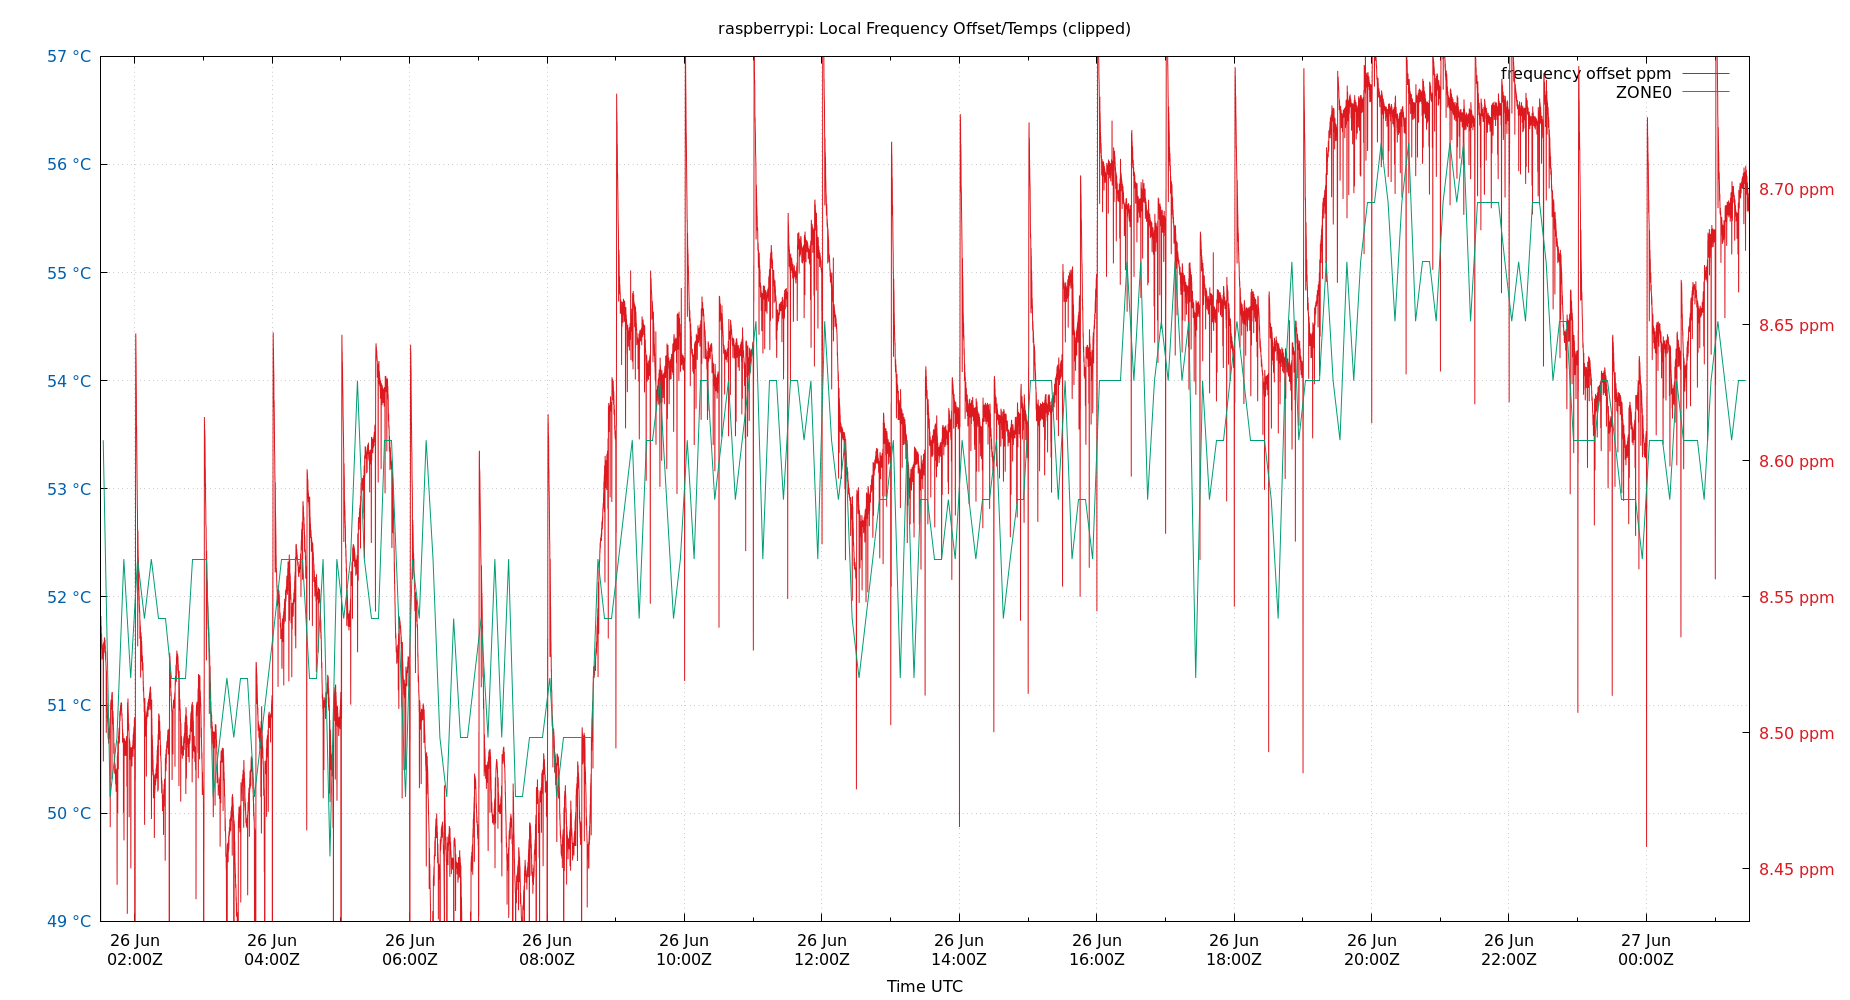 raspberrypi: Local Frequency Offset/Temps (clipped)
57 °C
56 °C
55 °C
54 °C
53 °C
52 °C
51 °C
50 °C
49 °C
frequency offset ppm
ZONE0
8.70 ppm
8.65 ppm
8.60 ppm
8.55 ppm
8.50 ppm
8.45 ppm
26 Jun 26 Jun 26 Jun 26 Jun 26 Jun 26 Jun 26 Jun 26 Jun 26 Jun 26 Jun 26 Jun 27 Jun
02:00Z 04:00Z 06:00Z 08:00Z 10:00Z 12:00Z 14:00Z 16:00Z 18:00Z 20:00Z 22:00Z 00:00Z
Time UTC